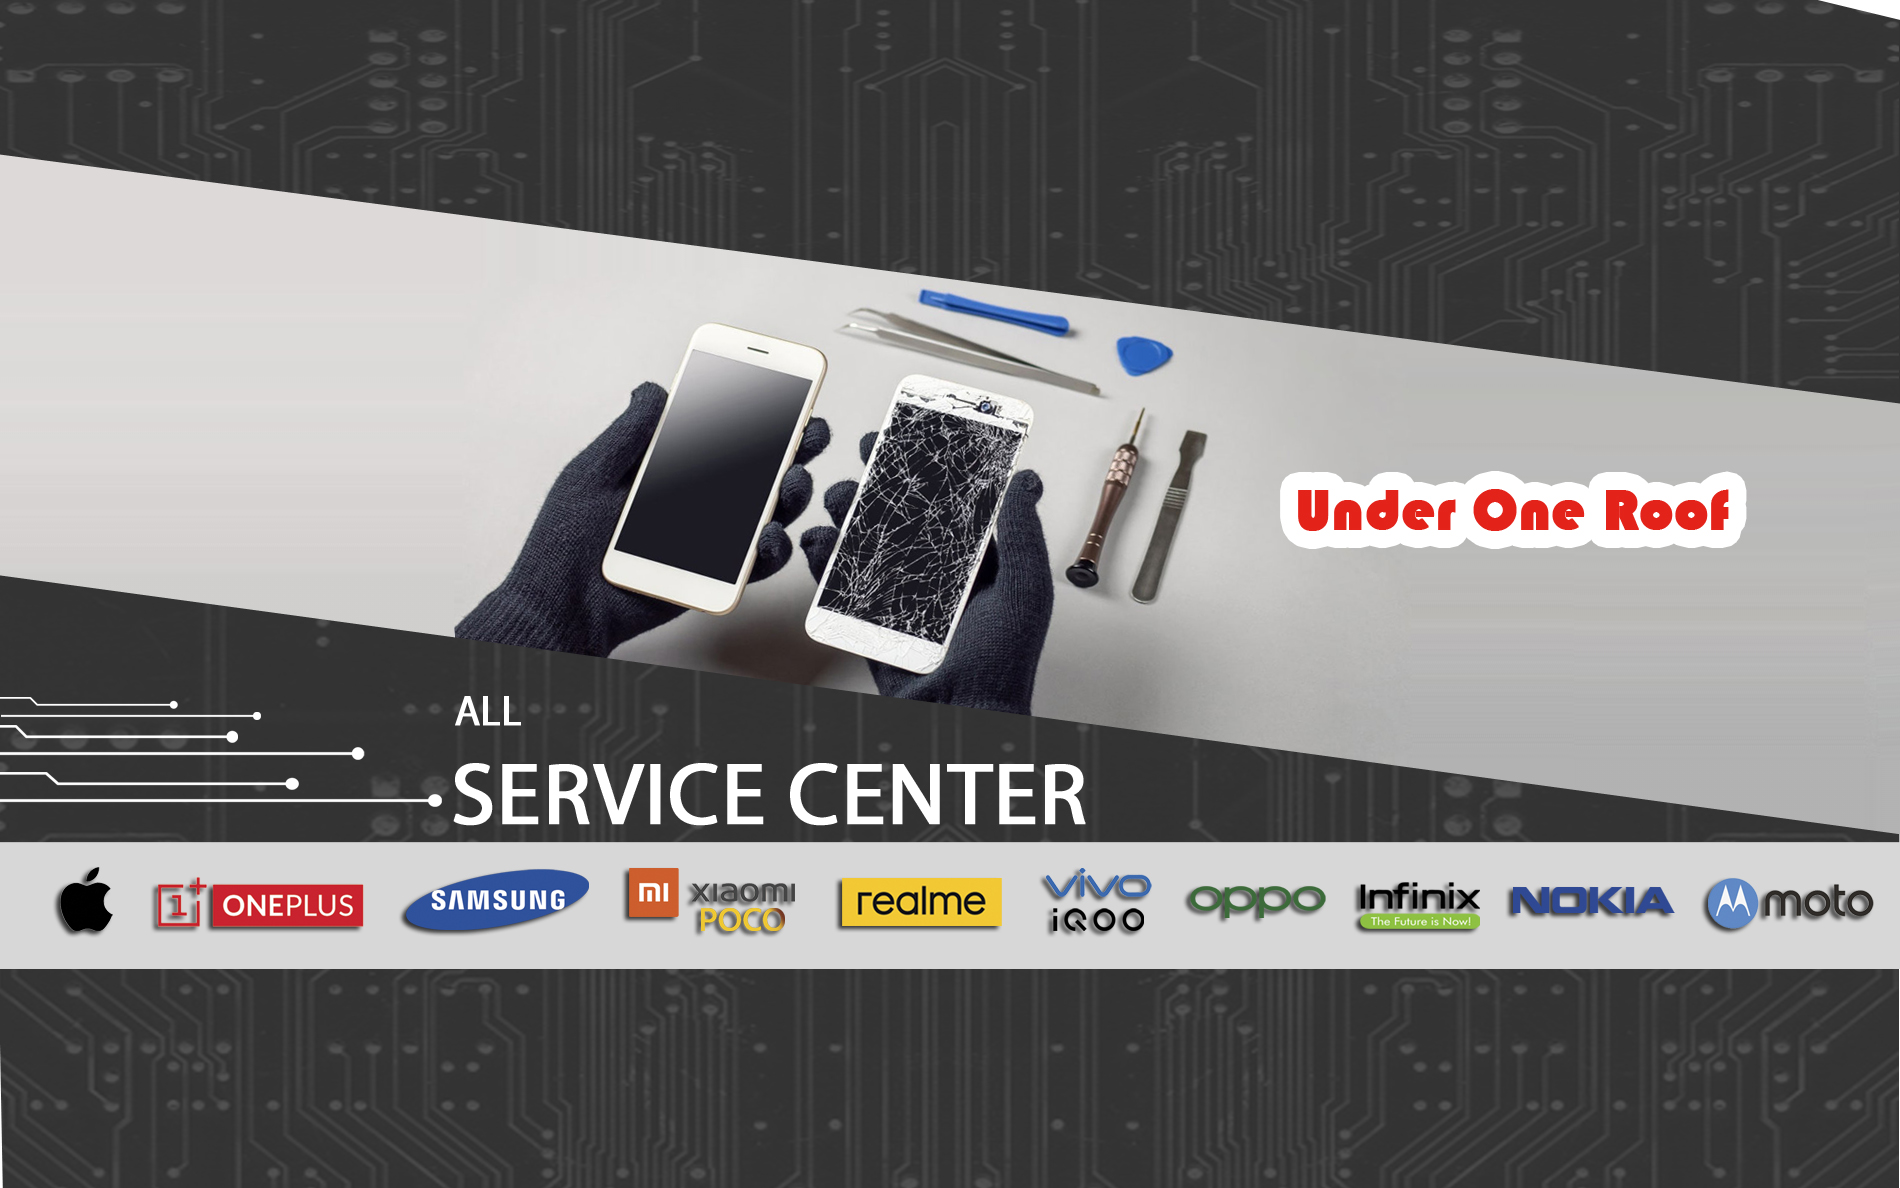 Under One Roof
ALL
SERVICE CENTER
1+ ONEPLUS
SAMSUNG
mi xiaomi
POCO
realme
vivo
iQOO
oppo
Infinix
The Future is Now!
NOKIA
moto